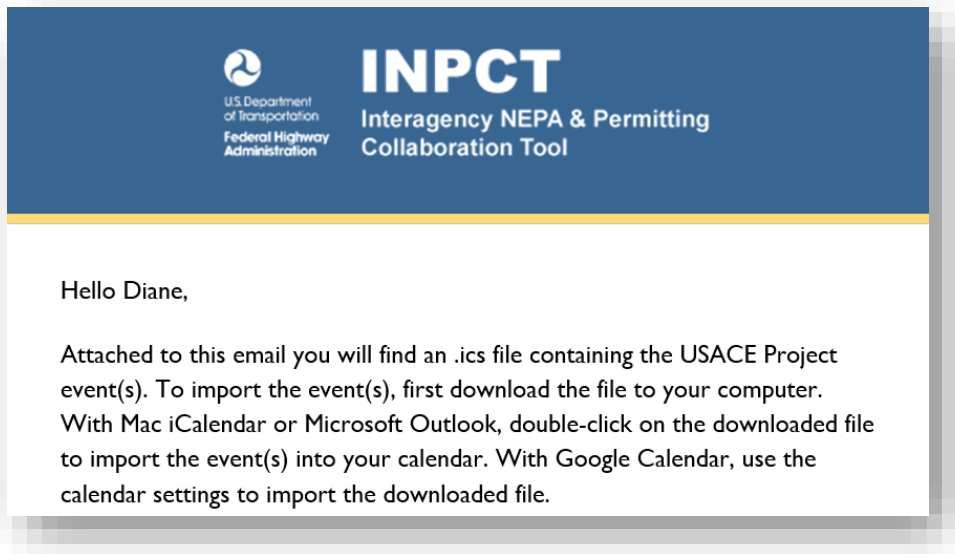 INPCT
U.S. Department
of Transportation
Federal Highway
Administration
Interagency NEPA & Permitting
Collaboration Tool
Hello Diane,
Attached to this email you will find an .ics file containing the USACE Project
event(s). To import the event(s), first download the file to your computer.
With Mac iCalendar or Microsoft Outlook, double-click on the downloaded file
to import the event(s) into your calendar. With Google Calendar, use the
calendar settings to import the downloaded file.